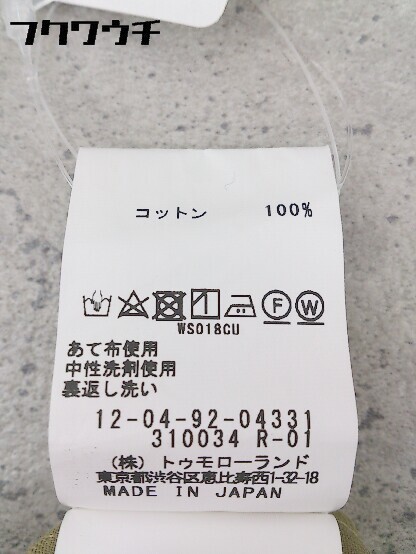 フクワウチ
コットン 100%
F W
WS018CU
あて布使用
中性洗剤使用
裏返し洗い
12-04-92-04331
310034 R-01
(株) トゥモローランド
東京都渋谷区恵比寿西1-32-18
MADE IN JAPAN